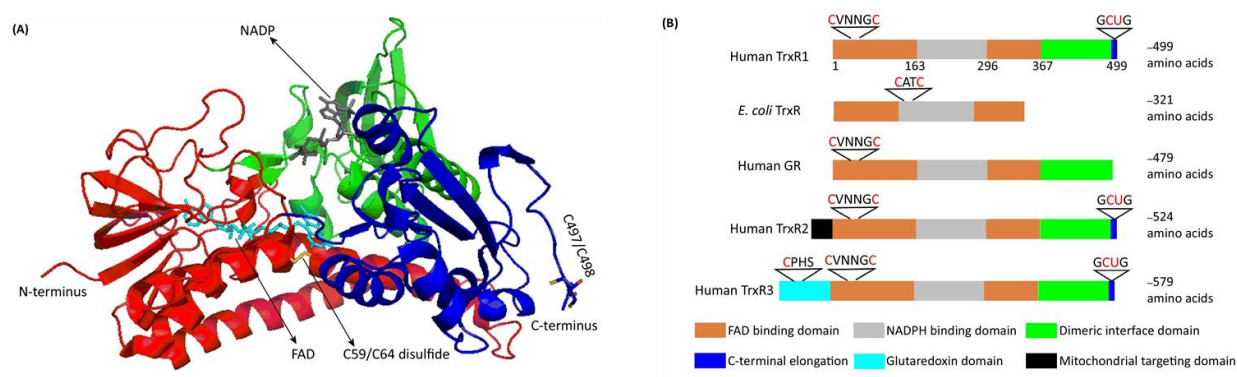 (A)
NADP
N-terminus
FAD
C59/C64 disulfide
C497/C498
C-terminus
(B)
CVNNGC
GCUG
Human TrxR1
1
163
296
367
499
~499
amino acids
CATC
E. coli TrxR
~321
amino acids
CVNNGC
Human GR
~479
amino acids
CVNNGC
GCUG
Human TrxR2
~524
amino acids
CPHS
CVNNGC
GCUG
Human TrxR3
~579
amino acids
FAD binding domain
NADPH binding domain
Dimeric interface domain
C-terminal elongation
Glutaredoxin domain
Mitochondrial targeting domain